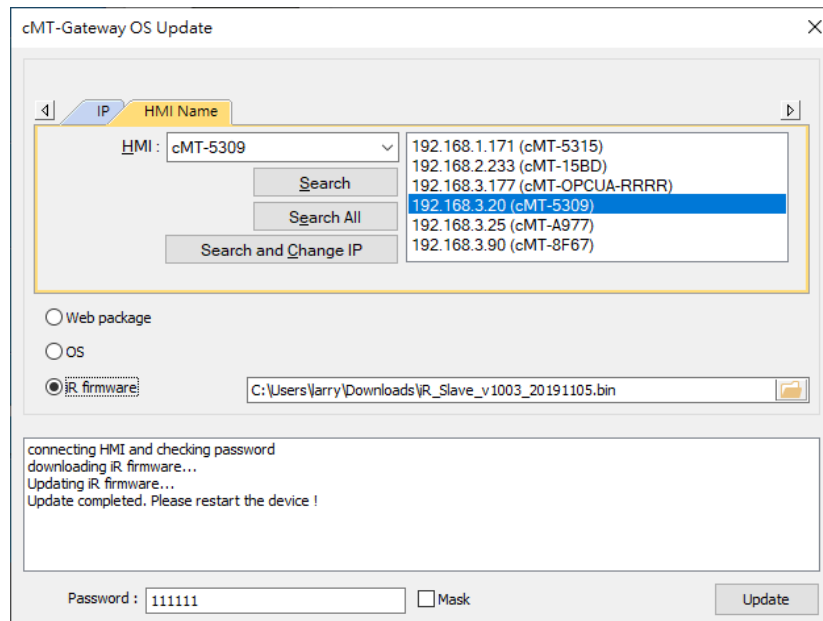 cMT-Gateway OS Update
IP
HMI Name
HMI :
cMT-5309
Search
Search All
Search and Change IP
192.168.1.171 (cMT-5315)
192.168.2.233 (cMT-15BD)
192.168.3.177 (cMT-OPCUA-RRRR)
192.168.3.20 (cMT-5309)
192.168.3.25 (cMT-A977)
192.168.3.90 (cMT-8F67)
Web package
OS
iR firmware
C:\Users\larry\Downloads\iR_Slave_v1003_20191105.bin
connecting HMI and checking password
downloading iR firmware...
Updating iR firmware...
Update completed. Please restart the device !
Password :
111111
Mask
Update